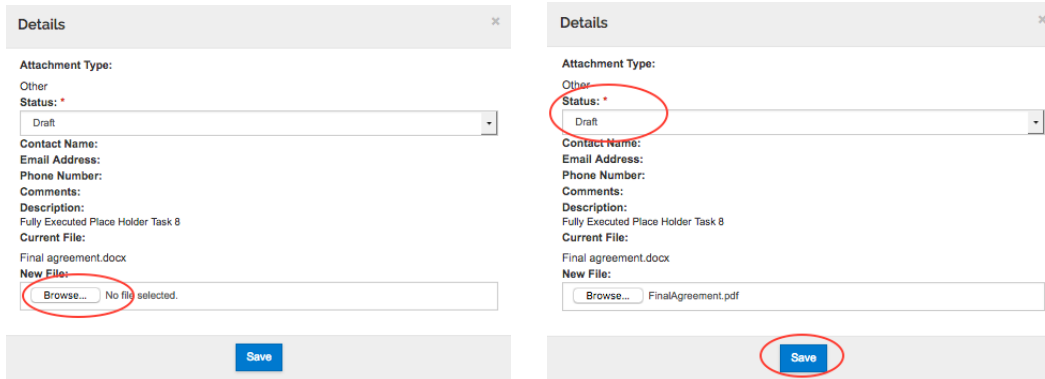 Details
×
Attachment Type:
Other
Status: *
Draft
Contact Name:
Email Address:
Phone Number:
Comments:
Description:
Fully Executed Place Holder Task 8
Current File:
Final agreement.docx
New File:
Browse... No file selected.
Save
Details
×
Attachment Type:
Other
Status: *
Draft
Contact Name:
Email Address:
Phone Number:
Comments:
Description:
Fully Executed Place Holder Task 8
Current File:
Final agreement.docx
New File:
Browse... FinalAgreement.pdf
Save